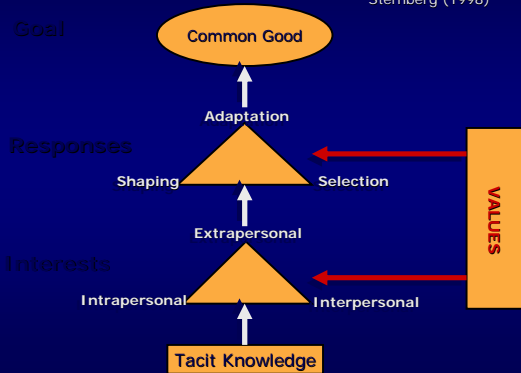 Sternberg (1998)
Goal
Common Good
Adaptation
Responses
Shaping
Selection
VALUES
Extrapersonal
Interests
Intrapersonal
Interpersonal
Tacit Knowledge